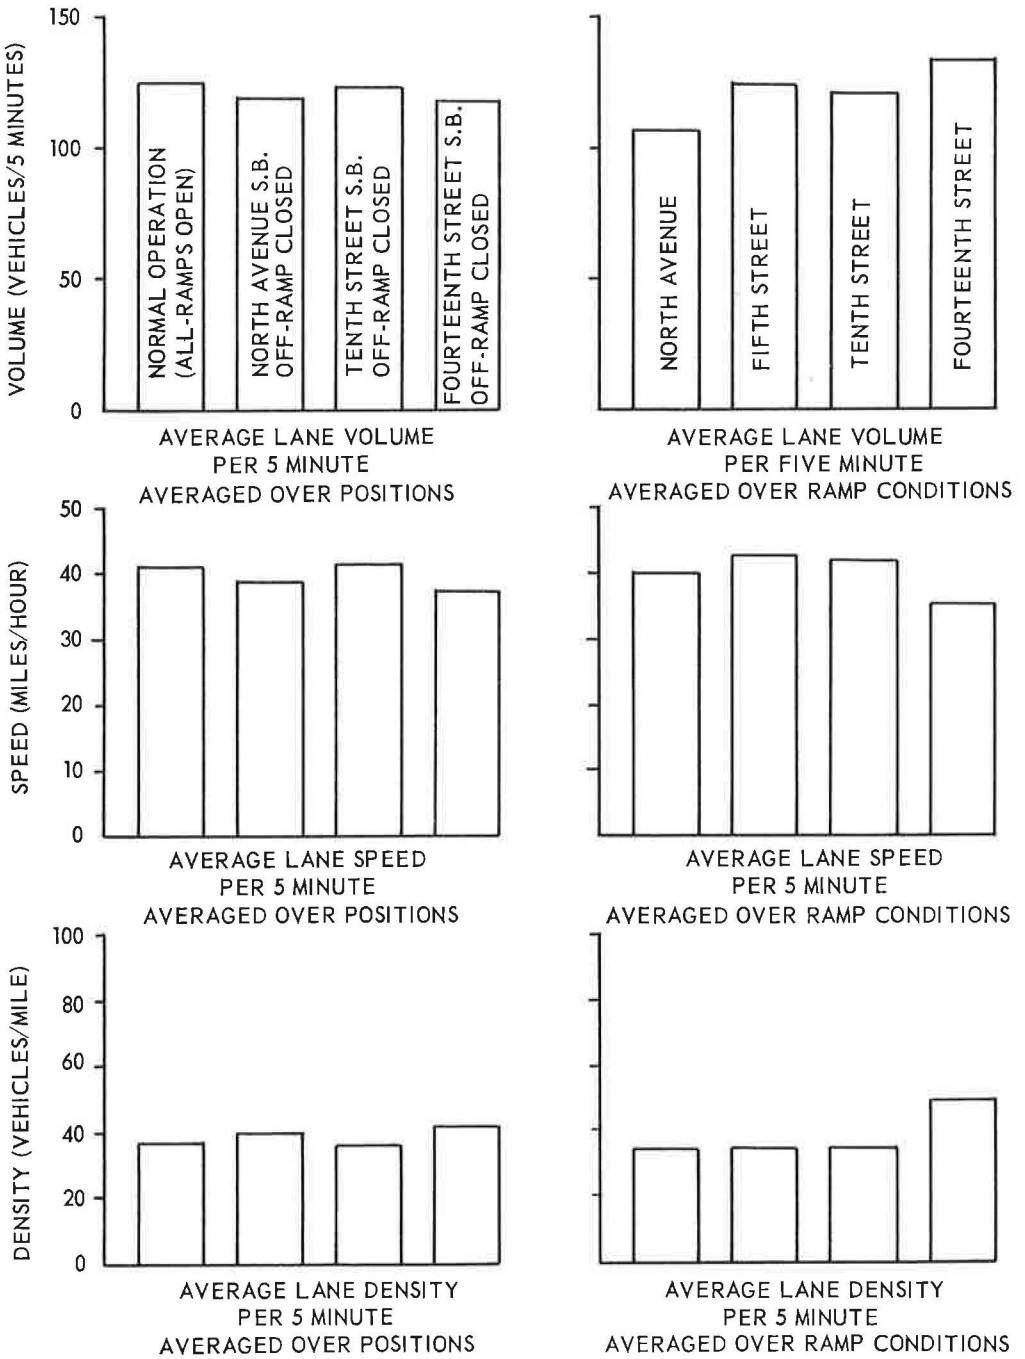 VOLUME (VEHICLES/5 MINUTES)
150
100
50
0
NORMAL OPERATION
(ALL-RAMPS OPEN)
NORTH AVENUE S.B.
OFF-RAMP CLOSED
TENTH STREET S.B.
OFF-RAMP CLOSED
FOURTEENTH STREET S.B.
OFF-RAMP CLOSED
AVERAGE LANE VOLUME
PER 5 MINUTE
AVERAGED OVER POSITIONS
NORTH AVENUE
FIFTH STREET
TENTH STREET
FOURTEENTH STREET
AVERAGE LANE VOLUME
PER FIVE MINUTE
AVERAGED OVER RAMP CONDITIONS
SPEED (MILES/HOUR)
50
40
30
20
10
0
AVERAGE LANE SPEED
PER 5 MINUTE
AVERAGED OVER POSITIONS
AVERAGE LANE SPEED
PER 5 MINUTE
AVERAGED OVER RAMP CONDITIONS
DENSITY (VEHICLES/MILE)
100
80
60
40
20
0
AVERAGE LANE DENSITY
PER 5 MINUTE
AVERAGED OVER POSITIONS
AVERAGE LANE DENSITY
PER 5 MINUTE
AVERAGED OVER RAMP CONDITIONS